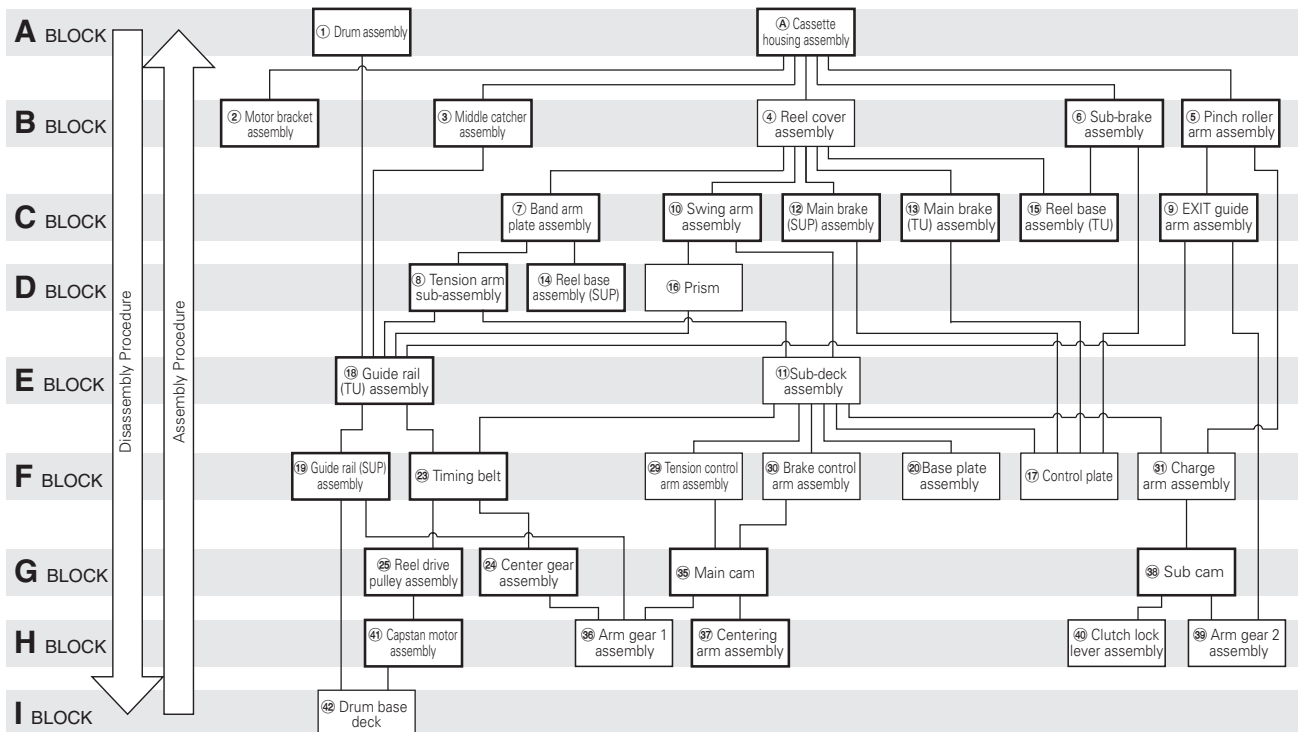 A BLOCK
① Drum assembly
Ⓐ Cassette
housing assembly
B BLOCK
② Motor bracket
assembly
③ Middle catcher
assembly
④ Reel cover
assembly
⑥ Sub-brake
assembly
⑤ Pinch roller
arm assembly
C BLOCK
⑦ Band arm
plate assembly
⑩ Swing arm
assembly
⑫ Main brake
(SUP) assembly
⑬ Main brake
(TU) assembly
⑮ Reel base
assembly (TU)
⑨ EXIT guide
arm assembly
D BLOCK
⑧ Tension arm
sub-assembly
⑭ Reel base
assembly (SUP)
⑯ Prism
Disassembly Procedure
Assembly Procedure
E BLOCK
⑱ Guide rail
(TU) assembly
⑪Sub-deck
assembly
F BLOCK
⑲ Guide rail (SUP)
assembly
㉓ Timing belt
㉙ Tension control
arm assembly
㉚ Brake control
arm assembly
⑳Base plate
assembly
⑰ Control plate
㉛ Charge
arm assembly
G BLOCK
㉕ Reel drive
pulley assembly
㉔ Center gear
assembly
㉟ Main cam
㊳ Sub cam
H BLOCK
㊶ Capstan motor
assembly
㊱ Arm gear 1
assembly
㊲ Centering
arm assembly
㊵ Clutch lock
lever assembly
㊴ Arm gear 2
assembly
I BLOCK
㊷ Drum base
deck